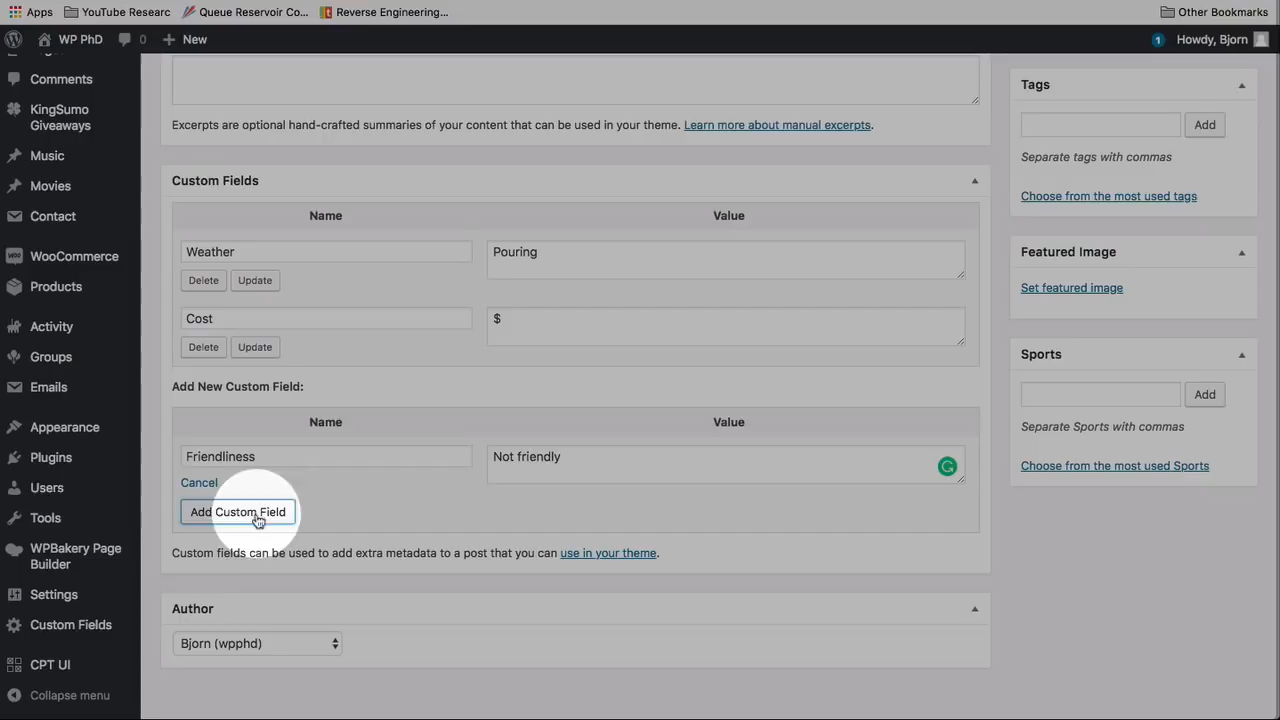 Apps
YouTube Researc
Queue Reservoir Co...
Reverse Engineering...
Other Bookmarks
WP PhD
0
New
1
Howdy, Bjorn
Comments
KingSumo
Giveaways
Music
Movies
Contact
WooCommerce
Products
Activity
Groups
Emails
Appearance
Plugins
Users
Tools
WPBakery Page
Builder
Settings
Custom Fields
CPT UI
Collapse menu
Excerpts are optional hand-crafted summaries of your content that can be used in your theme. Learn more about manual excerpts.
Custom Fields
Name
Value
Weather
Pouring
Delete
Update
Cost
$
Delete
Update
Add New Custom Field:
Name
Value
Friendliness
Not friendly
Cancel
Add Custom Field
Custom fields can be used to add extra metadata to a post that you can use in your theme.
Author
Bjorn (wpphd)
Tags
Add
Separate tags with commas
Choose from the most used tags
Featured Image
Set featured image
Sports
Add
Separate Sports with commas
Choose from the most used Sports